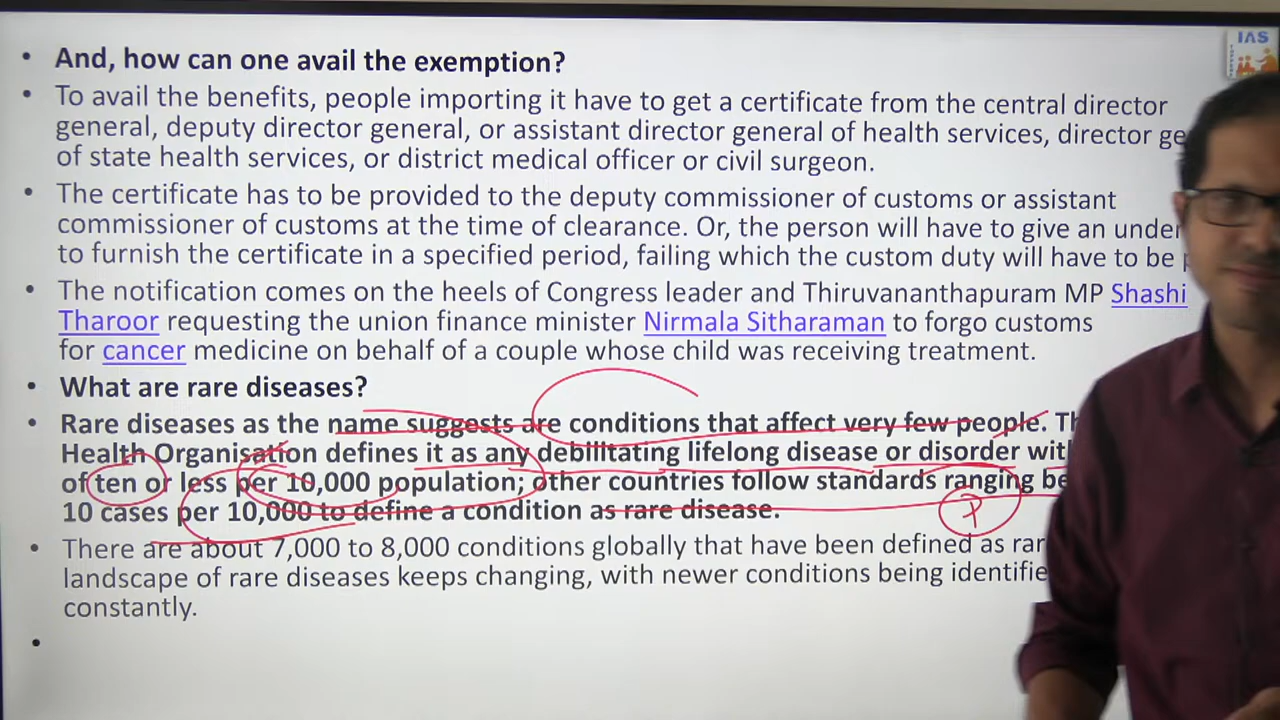 IAS
• And, how can one avail the exemption?
• To avail the benefits, people importing it have to get a certificate from the central director
general, deputy director general, or assistant director general of health services, director ge
of state health services, or district medical officer or civil surgeon.
• The certificate has to be provided to the deputy commissioner of customs or assistant
commissioner of customs at the time of clearance. Or, the person will have to give an under
to furnish the certificate in a specified period, failing which the custom duty will have to be
• The notification comes on the heels of Congress leader and Thiruvananthapuram MP Shashi
Tharoor requesting the union finance minister Nirmala Sitharaman to forgo customs
for cancer medicine on behalf of a couple whose child was receiving treatment.
• What are rare diseases?
• Rare diseases as the name suggests are conditions that affect very few people. Th
Health Organisation defines it as any debilitating lifelong disease or disorder wit
of ten or less per 10,000 population; other countries follow standards ranging be
10 cases per 10,000 to define a condition as rare disease.
P
• There are about 7,000 to 8,000 conditions globally that have been defined as rar
landscape of rare diseases keeps changing, with newer conditions being identifie
constantly.
•